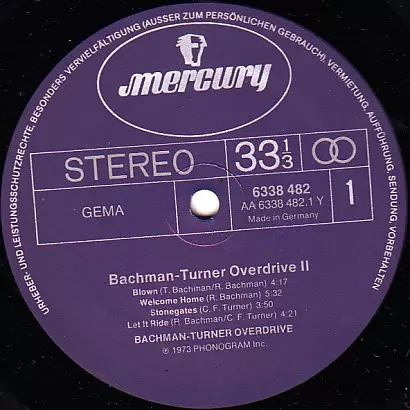 URHEBER- UND LEISTUNGSSCHUTZRECHTE, BESONDERS VERVIELFÄLTIGUNG (AUSSER ZUM PERSÖNLICHEN GEBRAUCH), VERMIETUNG, AUFFÜHRUNG, SENDUNG VORBEHALTEN
mercury
STEREO 33 1/3
GEMA
6338 482
AA 6338 482.1 Y
Made in Germany
1
Bachman-Turner Overdrive II
Blown (T. Bachman/R. Bachman) 4:17
Welcome Home (R. Bachman) 5:32
Stonegates (C. F. Turner) 3:50
Let It Ride (R. Bachman/C. F. Turner) 4:21
BACHMAN-TURNER OVERDRIVE
℗ 1973 PHONOGRAM Inc.